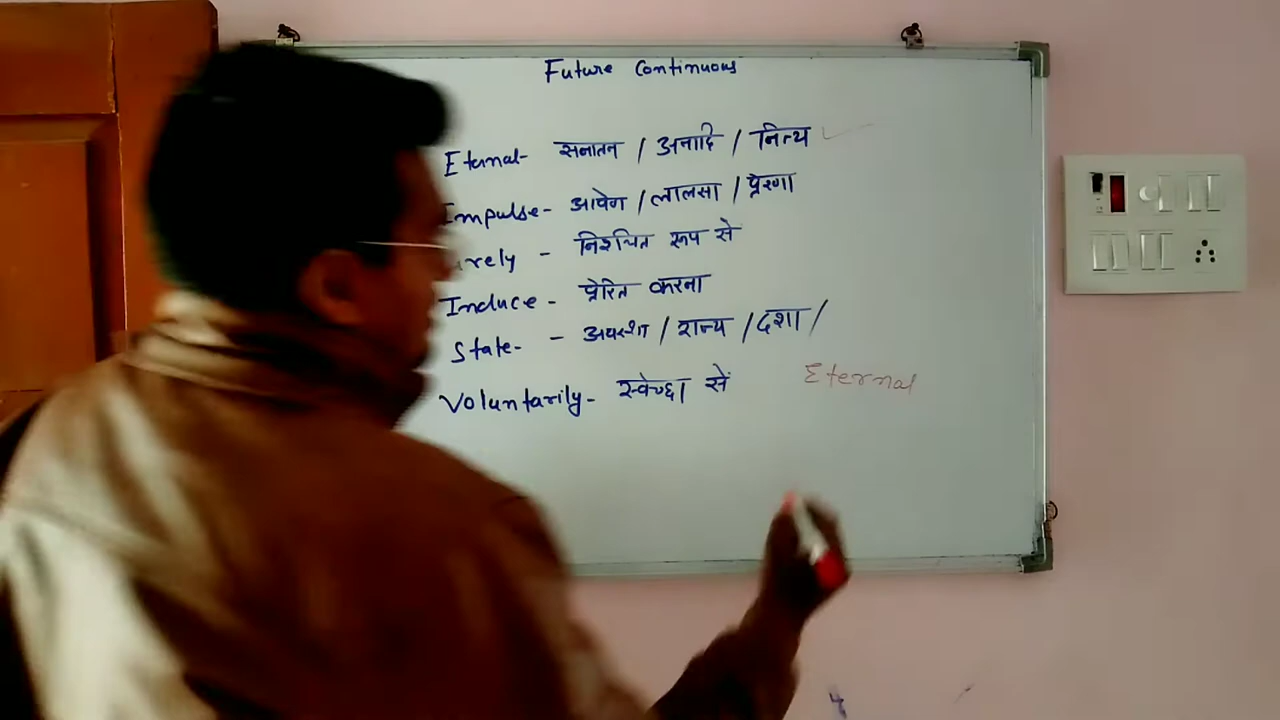 Future Continuous
Eternal- सनातन / अनादि / नित्य
Impulse- आवेग / लालसा / प्रेरणा
rely - निश्चित रूप से
Induce - प्रेरित करना
State- - अवस्था / राज्य / दशा /
Voluntarily- स्वेच्छा सें
Eternal